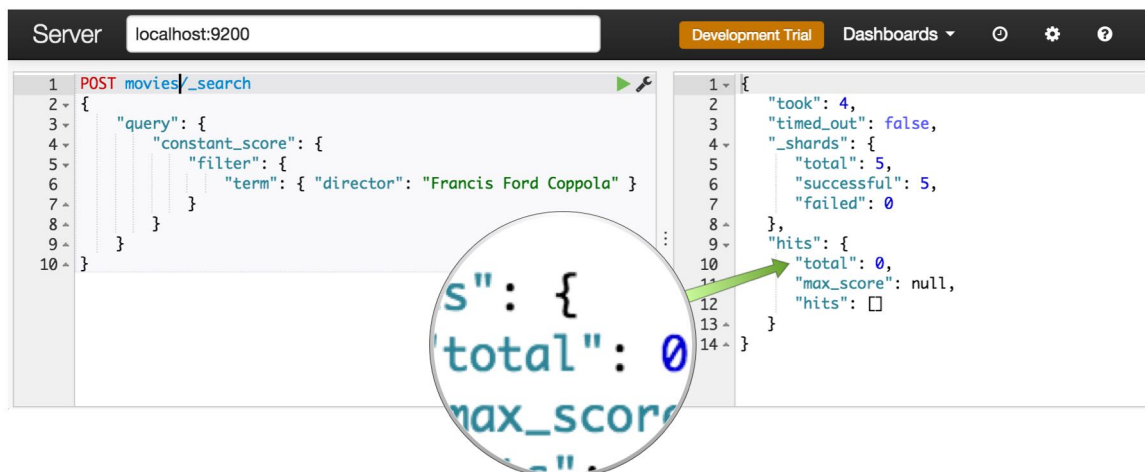 Server localhost:9200 Development Trial Dashboards
1 POST movies/_search
2 {
3 "query": {
4 "constant_score": {
5 "filter": {
6 "term": { "director": "Francis Ford Coppola" }
7 }
8 }
9 }
10 }
1 {
2 "took": 4,
3 "timed_out": false,
4 "_shards": {
5 "total": 5,
6 "successful": 5,
7 "failed": 0
8 },
9 "hits": {
10 "total": 0,
11 "max_score": null,
12 "hits": []
13 }
14 }
s": {
"total": 0
max_score